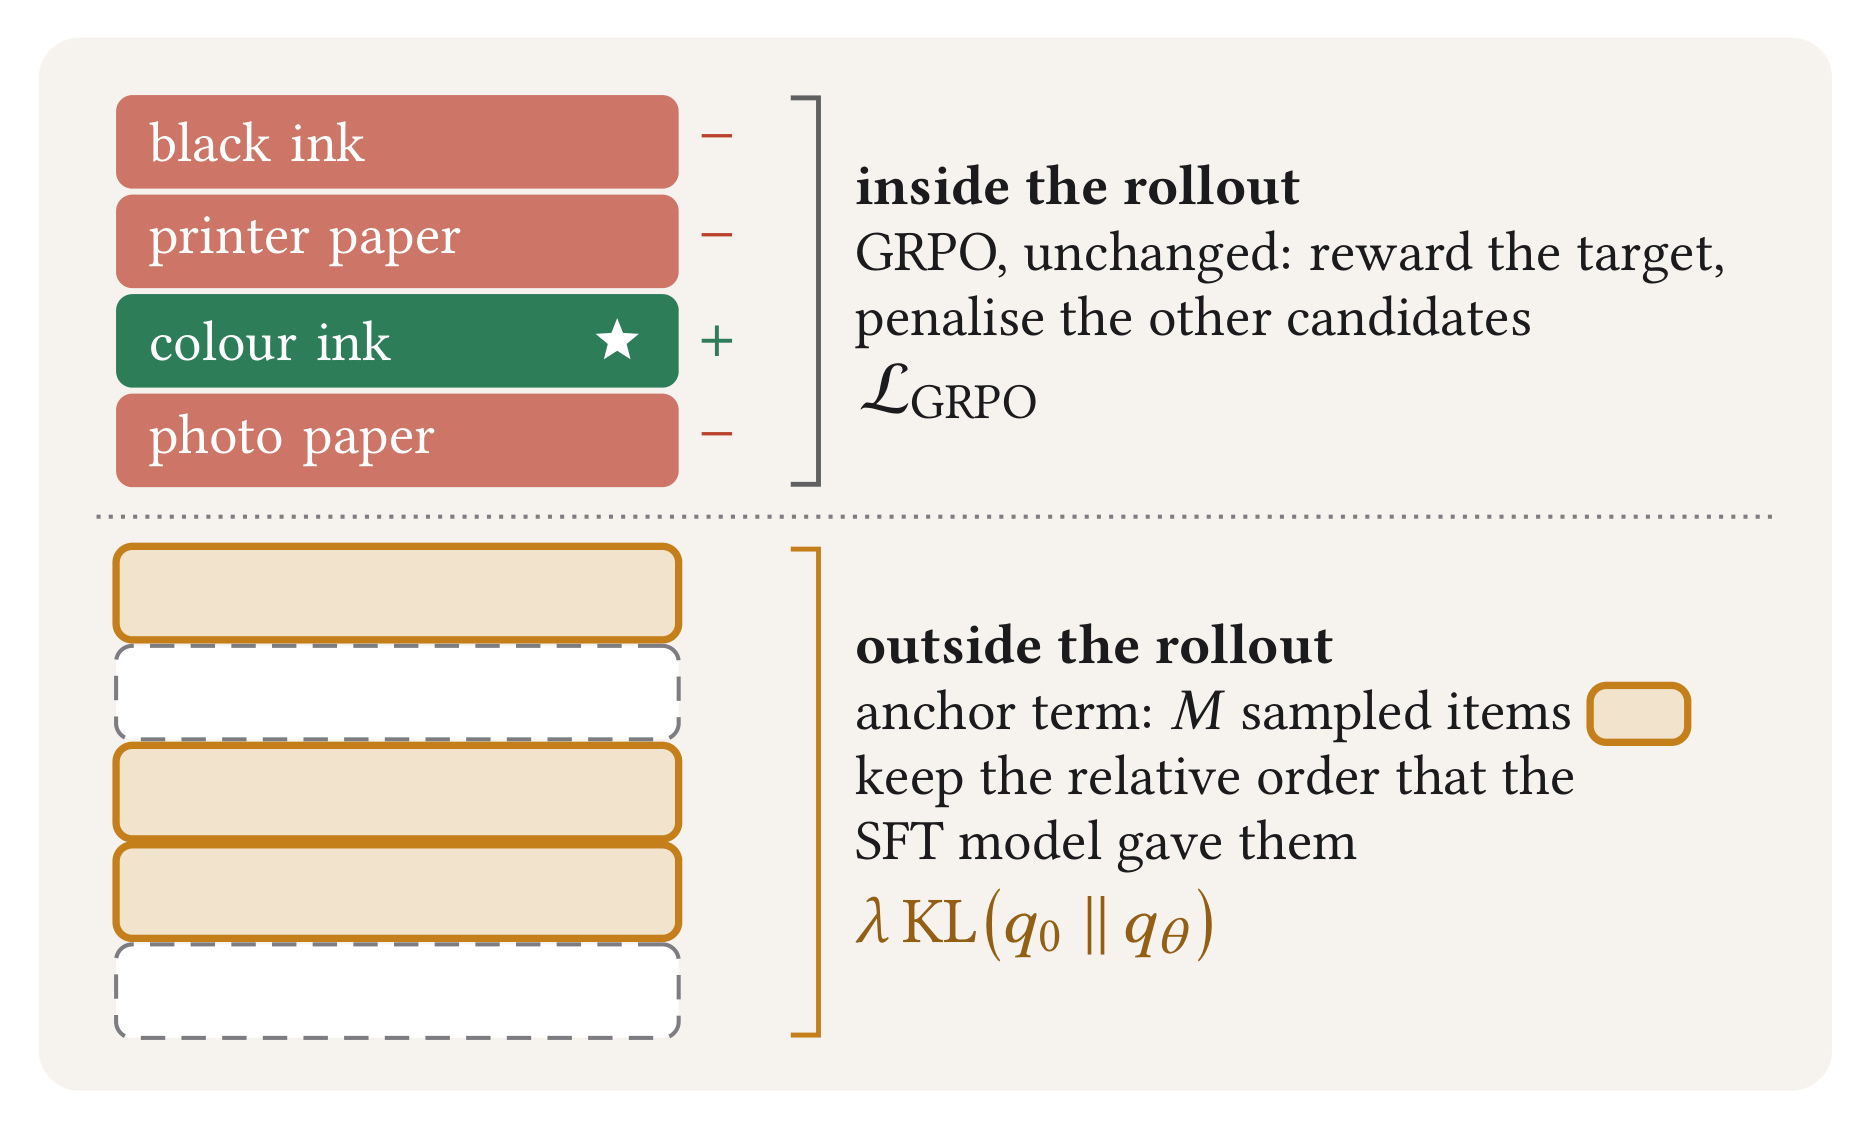 black ink −
printer paper −
colour ink ★ +
photo paper −
inside the rollout
GRPO, unchanged: reward the target,
penalise the other candidates
ℒ_GRPO
outside the rollout
anchor term: M sampled items
keep the relative order that the
SFT model gave them
λ KL(q₀ ∥ q_θ)